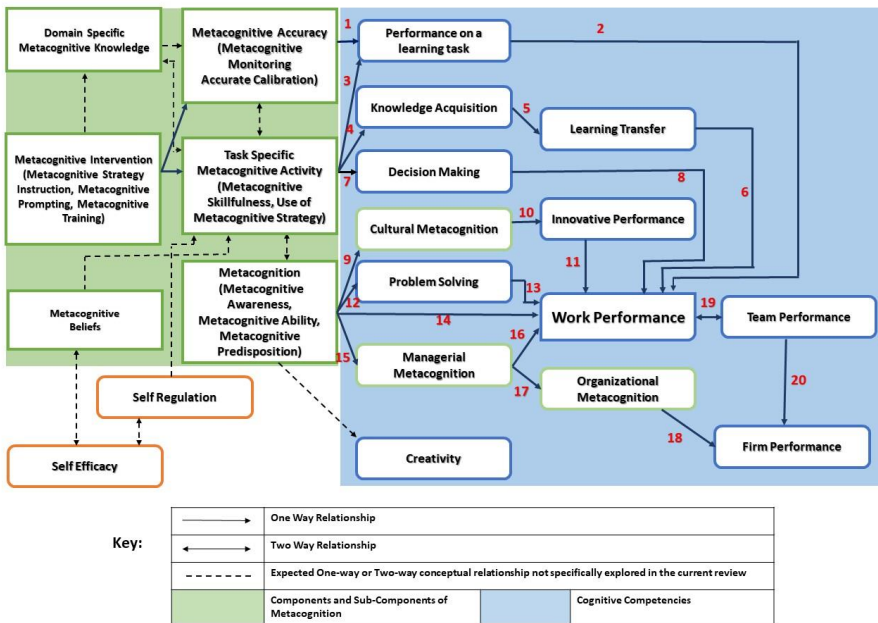 Domain Specific
Metacognitive Knowledge
Metacognitive Accuracy
(Metacognitive
Monitoring
Accurate Calibration)
1
Performance on a
learning task
2
3
Knowledge Acquisition
5
Learning Transfer
4
Metacognitive Intervention
(Metacognitive Strategy
Instruction, Metacognitive
Prompting, Metacognitive
Training)
Task Specific
Metacognitive Activity
(Metacognitive
Skillfulness, Use of
Metacognitive Strategy)
7
Decision Making
8
6
Cultural Metacognition
10
Innovative Performance
9
11
Metacognition
(Metacognitive
Awareness,
Metacognitive Ability,
Metacognitive
Predisposition)
Problem Solving
12
13
Metacognitive
Beliefs
14
Work Performance
19
Team Performance
15
Managerial
Metacognition
16
17
Organizational
Metacognition
20
18
Firm Performance
Self Regulation
Self Efficacy
Creativity
Key:
One Way Relationship
Two Way Relationship
Expected One-way or Two-way conceptual relationship not specifically explored in the current review
Components and Sub-Components of
Metacognition
Cognitive Competencies